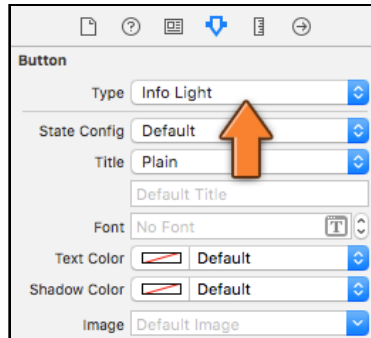 Button
Type Info Light
State Config Default
Title Plain
Default Title
Font No Font T
Text Color Default
Shadow Color Default
Image Default Image